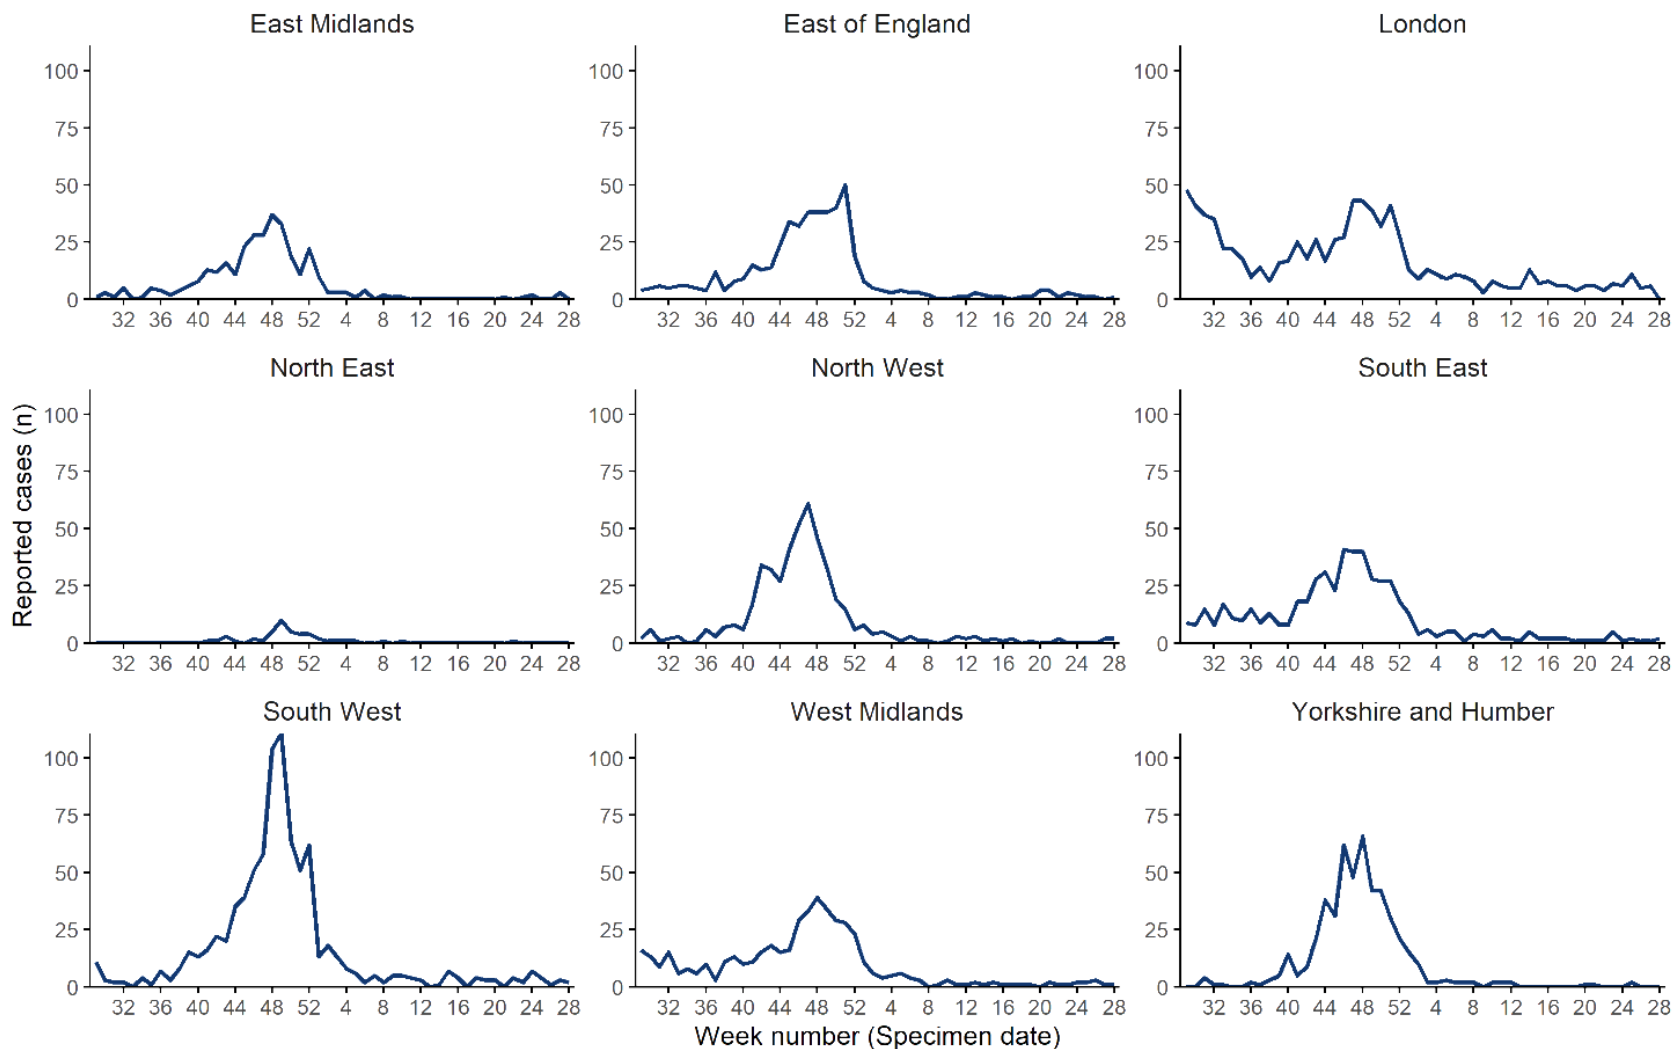 East Midlands East of England London
100 100 100
75 75 75
50 50 50
25 25 25
0 0 0
32 36 40 44 48 52 4 8 12 16 20 24 28 32 36 40 44 48 52 4 8 12 16 20 24 28 32 36 40 44 48 52 4 8 12 16 20 24 28
North East North West South East
100 100 100
75 75 75
50 50 50
25 25 25
0 0 0
32 36 40 44 48 52 4 8 12 16 20 24 28 32 36 40 44 48 52 4 8 12 16 20 24 28 32 36 40 44 48 52 4 8 12 16 20 24 28
Reported cases (n)
South West West Midlands Yorkshire and Humber
100 100 100
75 75 75
50 50 50
25 25 25
0 0 0
32 36 40 44 48 52 4 8 12 16 20 24 28 32 36 40 44 48 52 4 8 12 16 20 24 28 32 36 40 44 48 52 4 8 12 16 20 24 28
Week number (Specimen date)